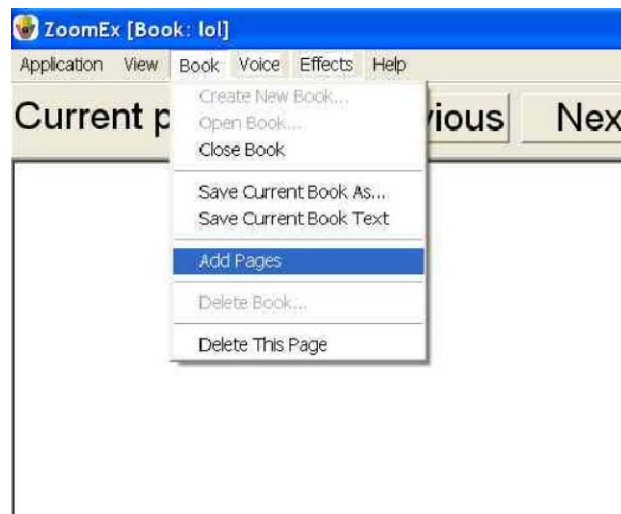 ZoomEx [Book: lol]
Application View Book Voice Effects Help
Current p
Create New Book...
Open Book...
Close Book
Save Current Book As...
Save Current Book Text
Add Pages
Delete Book...
Delete This Page
ious Nex